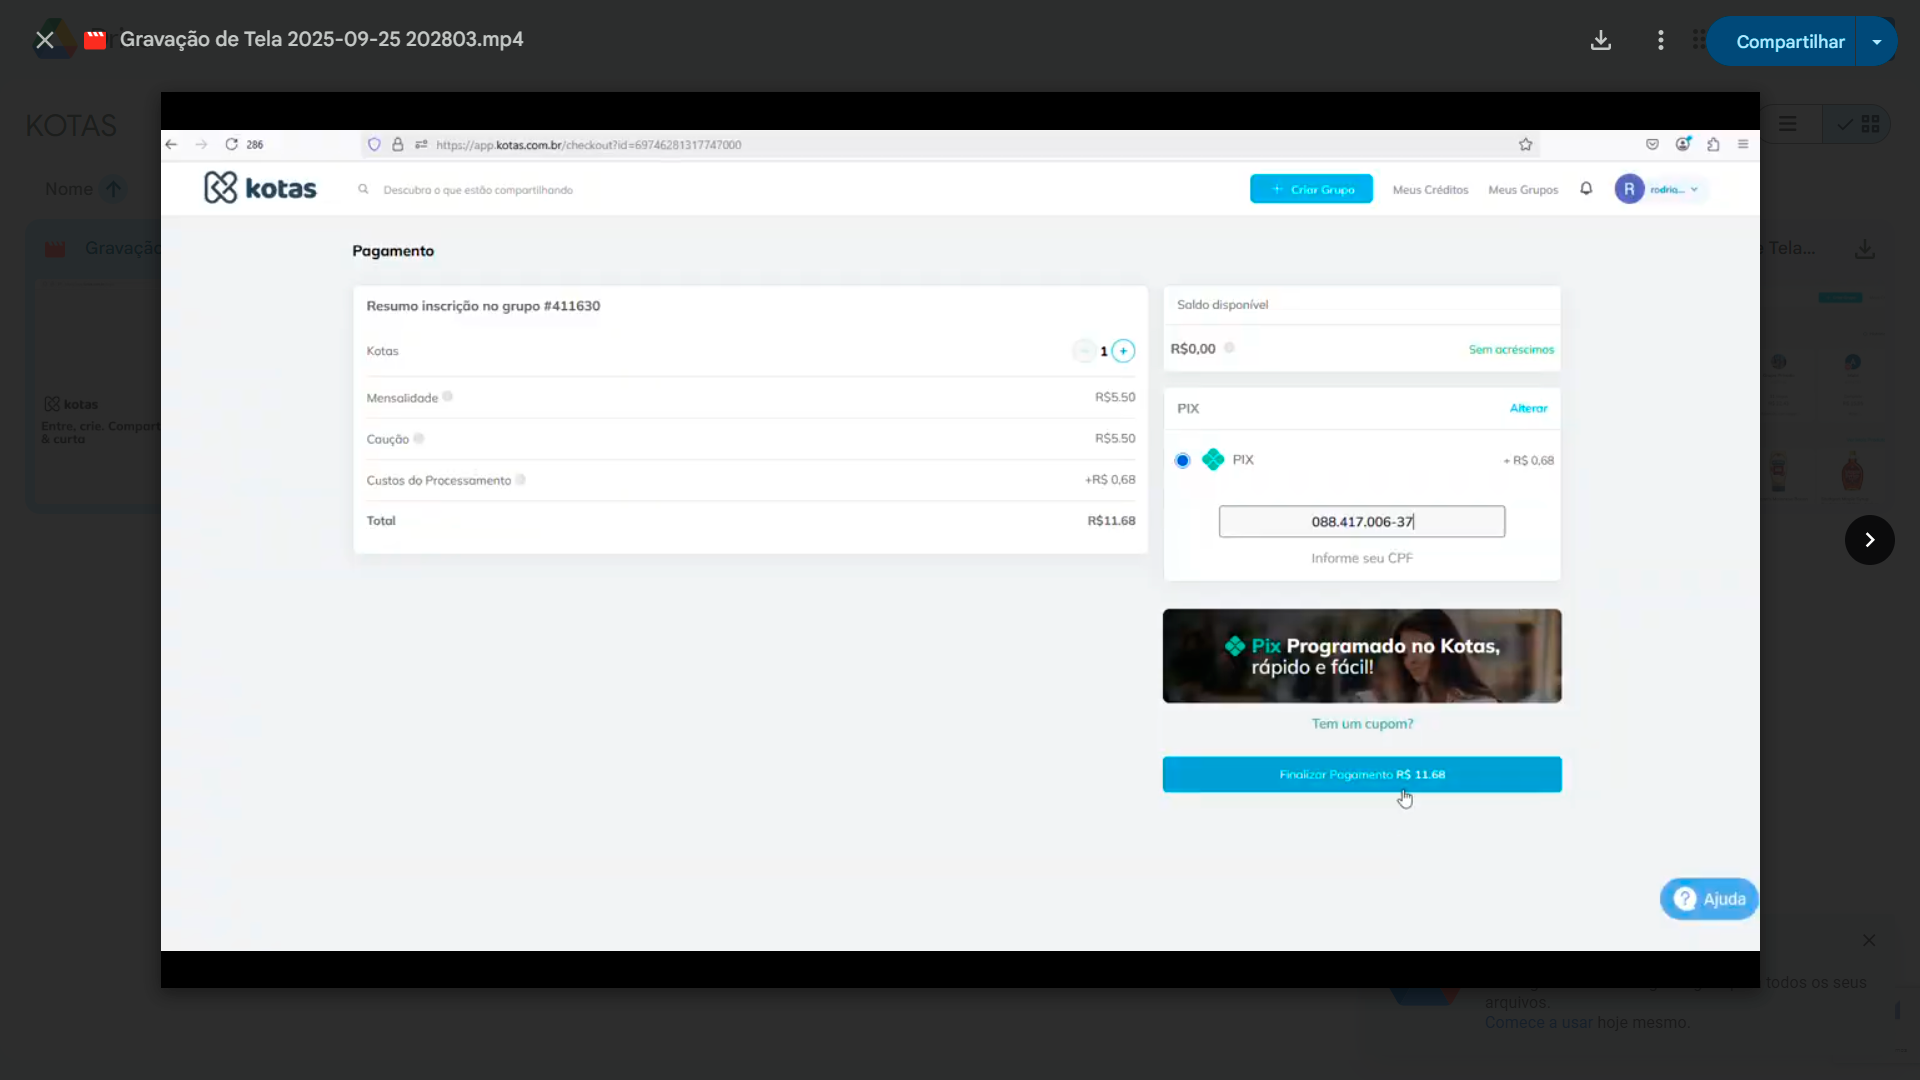 Gravação de Tela 2025-09-25 202803.mp4
Compartilhar
KOTAS
Nome
Gravação
kotas
Entre, crie. Compart
& curta
286
https://app.kotas.com.br/checkout?id=69746281317747000
kotas
Descubra o que estão compartilhando
+ Criar Grupo
Meus Créditos
Meus Grupos
R
rodrig...
Pagamento
Resumo inscrição no grupo #411630
Kotas
1
Mensalidade
R$5.50
Caução
R$5.50
Custos do Processamento
+R$ 0,68
Total
R$11.68
Saldo disponível
R$0,00
Sem acréscimos
PIX
Alterar
PIX
+ R$ 0,68
088.417.006-37
Informe seu CPF
Pix Programado no Kotas,
rápido e fácil!
Tem um cupom?
Finalizar Pagamento R$ 11.68
? Ajuda
Tela...
todos os seus
arquivos.
Comece a usar hoje mesmo.